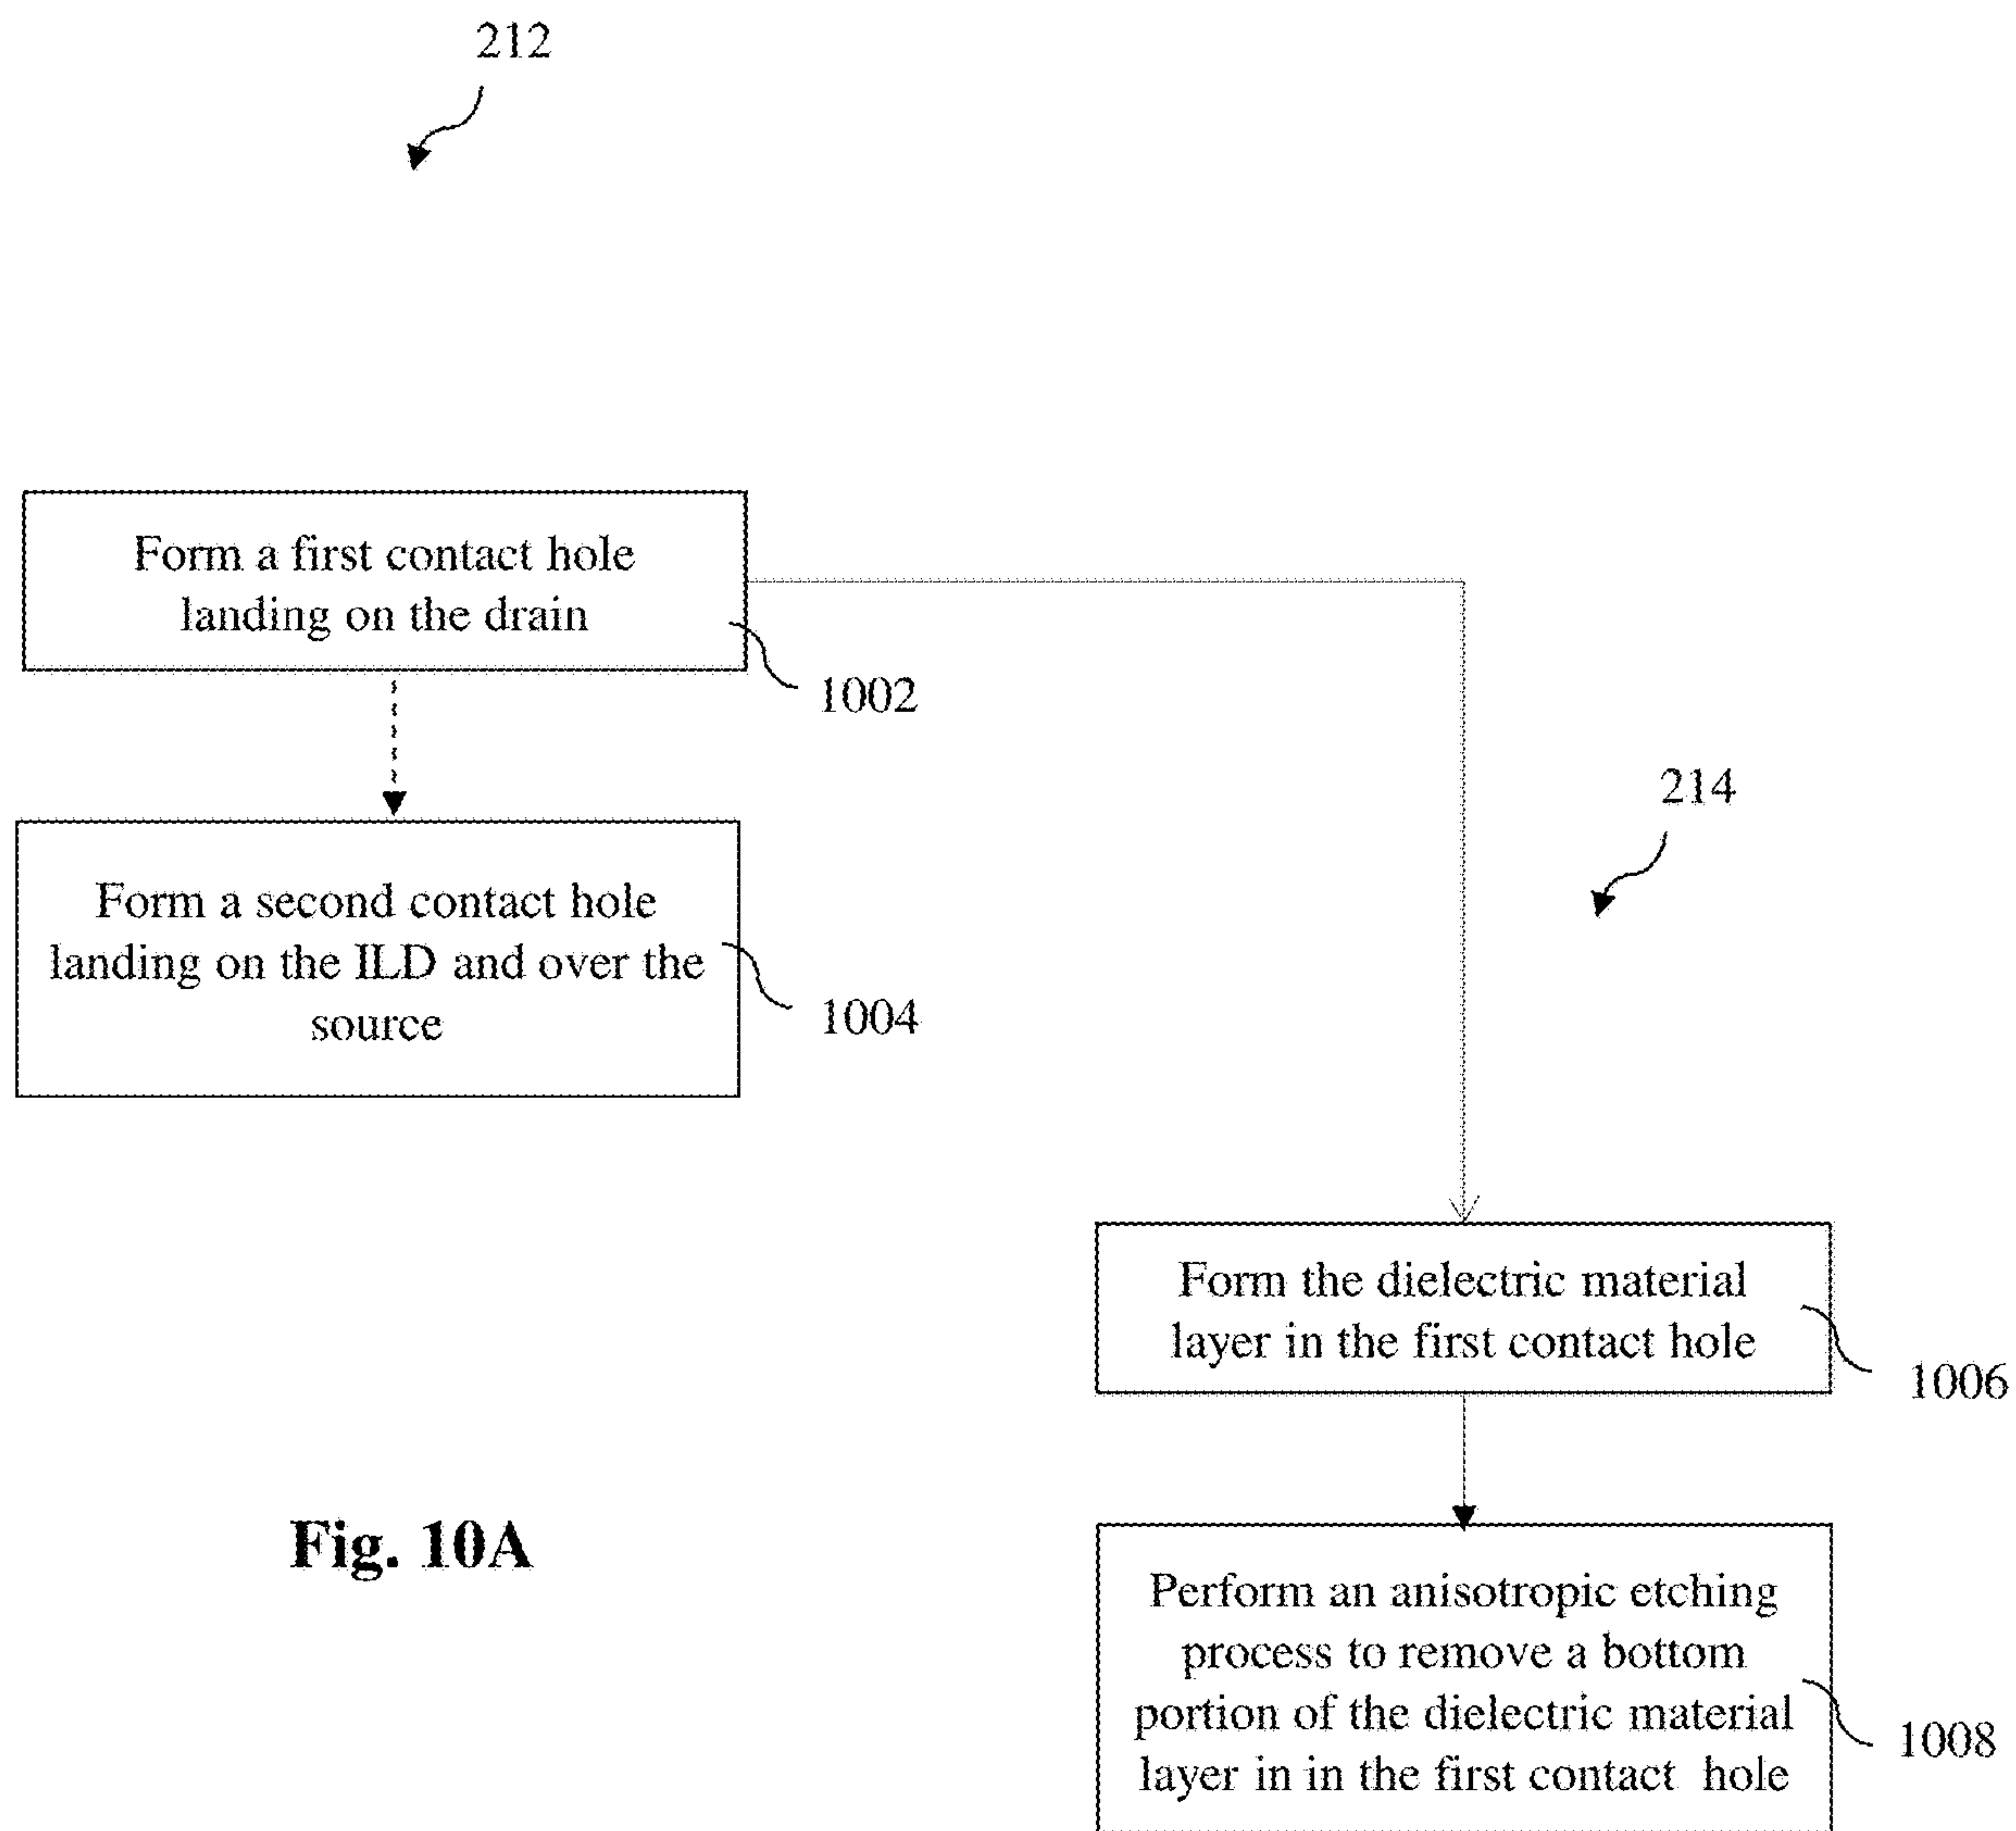 212
Form a first contact hole
landing on the drain
1002
Form a second contact hole
landing on the ILD and over the
source
1004
214
Form the dielectric material
layer in the first contact hole
1006
Perform an anisotropic etching
process to remove a bottom
portion of the dielectric material
layer in in the first contact hole
1008
Fig. 10A